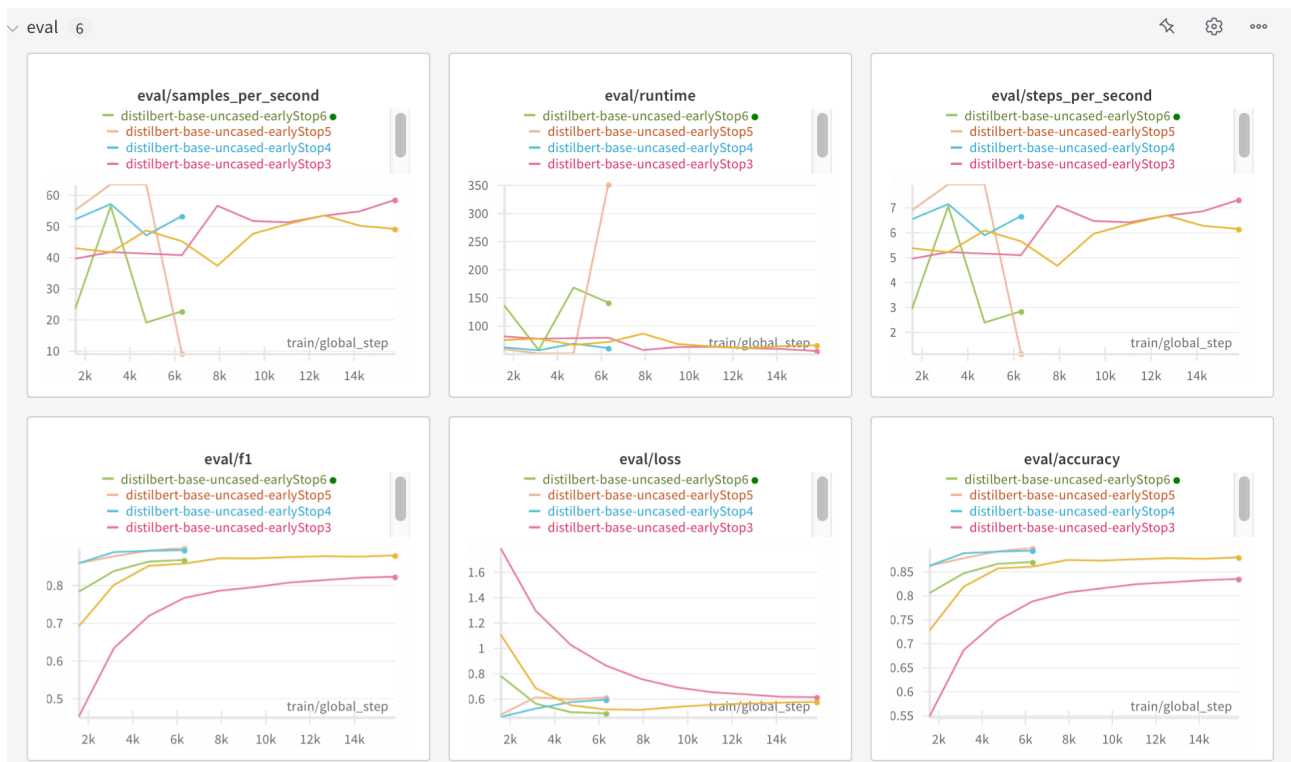 eval 6
eval/samples_per_second
distilbert-base-uncased-earlyStop6
distilbert-base-uncased-earlyStop5
distilbert-base-uncased-earlyStop4
distilbert-base-uncased-earlyStop3
60
50
40
30
20
10
train/global_step
2k 4k 6k 8k 10k 12k 14k
eval/runtime
distilbert-base-uncased-earlyStop6
distilbert-base-uncased-earlyStop5
distilbert-base-uncased-earlyStop4
distilbert-base-uncased-earlyStop3
350
300
250
200
150
100
train/global_step
2k 4k 6k 8k 10k 12k 14k
eval/steps_per_second
distilbert-base-uncased-earlyStop6
distilbert-base-uncased-earlyStop5
distilbert-base-uncased-earlyStop4
distilbert-base-uncased-earlyStop3
7
6
5
4
3
2
train/global_step
2k 4k 6k 8k 10k 12k 14k
eval/f1
distilbert-base-uncased-earlyStop6
distilbert-base-uncased-earlyStop5
distilbert-base-uncased-earlyStop4
distilbert-base-uncased-earlyStop3
0.8
0.7
0.6
0.5
train/global_step
2k 4k 6k 8k 10k 12k 14k
eval/loss
distilbert-base-uncased-earlyStop6
distilbert-base-uncased-earlyStop5
distilbert-base-uncased-earlyStop4
distilbert-base-uncased-earlyStop3
1.6
1.4
1.2
1
0.8
0.6
train/global_step
2k 4k 6k 8k 10k 12k 14k
eval/accuracy
distilbert-base-uncased-earlyStop6
distilbert-base-uncased-earlyStop5
distilbert-base-uncased-earlyStop4
distilbert-base-uncased-earlyStop3
0.85
0.8
0.75
0.7
0.65
0.6
0.55
train/global_step
2k 4k 6k 8k 10k 12k 14k